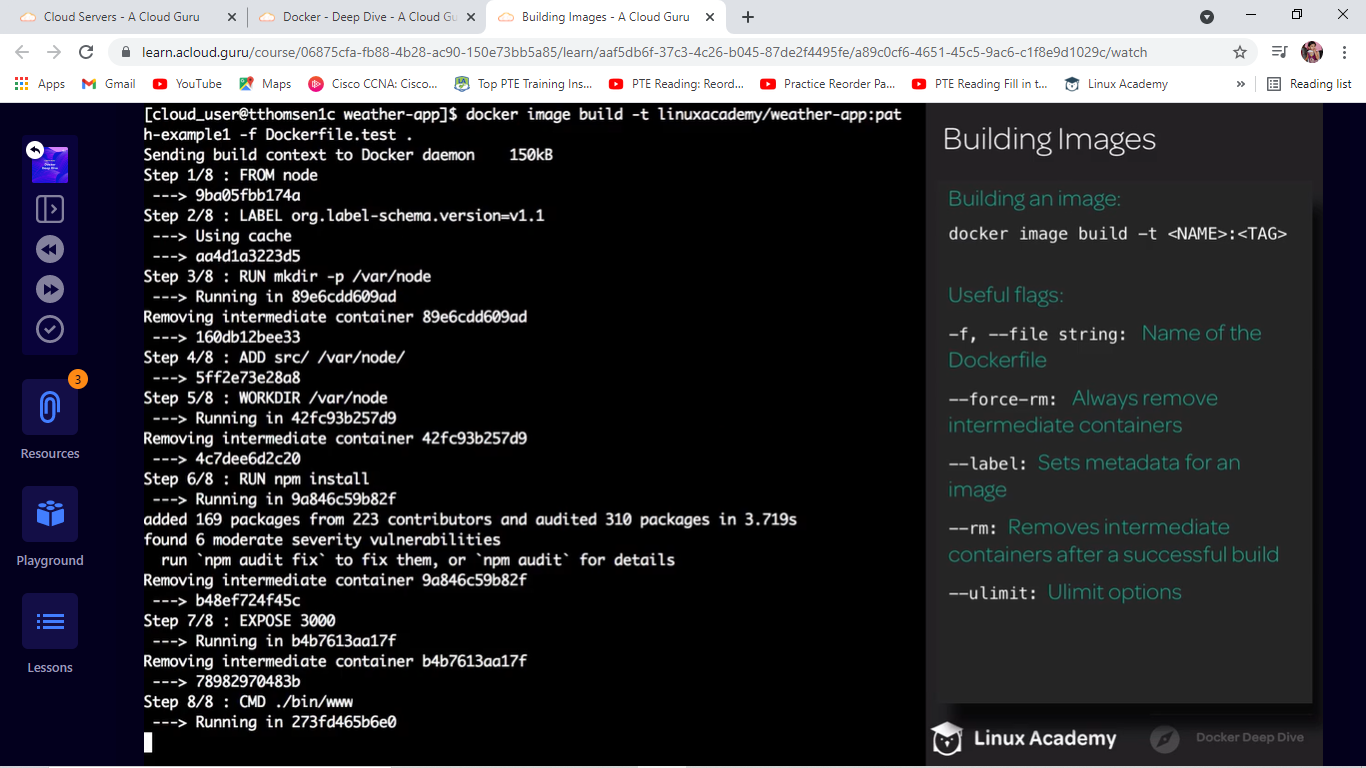 Cloud Servers - A Cloud Guru
Docker - Deep Dive - A Cloud Gu
Building Images - A Cloud Guru
learn.acloud.guru/course/06875cfa-fb88-4b28-ac90-150e73bb5a85/learn/aaf5db6f-37c3-4c26-b045-87de2f4495fe/a89c0cf6-4651-45c5-9ac6-c1f8e9d1029c/watch
Apps
Gmail
YouTube
Maps
Cisco CCNA: Cisco...
Top PTE Training Ins...
PTE Reading: Reord...
Practice Reorder Pa...
PTE Reading Fill in t...
Linux Academy
»
Reading list
Docker
Deep Dive
3
Resources
Playground
Lessons
[cloud_user@tthomsen1c weather-app]$ docker image build -t linuxacademy/weather-app:pat
h-example1 -f Dockerfile.test .
Sending build context to Docker daemon    150kB
Step 1/8 : FROM node
 ---> 9ba05fbb174a
Step 2/8 : LABEL org.label-schema.version=v1.1
 ---> Using cache
 ---> aa4d1a3223d5
Step 3/8 : RUN mkdir -p /var/node
 ---> Running in 89e6cdd609ad
Removing intermediate container 89e6cdd609ad
 ---> 160db12bee33
Step 4/8 : ADD src/ /var/node/
 ---> 5ff2e73e28a8
Step 5/8 : WORKDIR /var/node
 ---> Running in 42fc93b257d9
Removing intermediate container 42fc93b257d9
 ---> 4c7dee6d2c20
Step 6/8 : RUN npm install
 ---> Running in 9a846c59b82f
added 169 packages from 223 contributors and audited 310 packages in 3.719s
found 6 moderate severity vulnerabilities
  run `npm audit fix` to fix them, or `npm audit` for details
Removing intermediate container 9a846c59b82f
 ---> b48ef724f45c
Step 7/8 : EXPOSE 3000
 ---> Running in b4b7613aa17f
Removing intermediate container b4b7613aa17f
 ---> 78982970483b
Step 8/8 : CMD ./bin/www
 ---> Running in 273fd465b6e0
Building Images
Building an image:
docker image build -t <NAME>:<TAG>
Useful flags:
-f, --file string: Name of the
Dockerfile
--force-rm: Always remove
intermediate containers
--label: Sets metadata for an
image
--rm: Removes intermediate
containers after a successful build
--ulimit: Ulimit options
Linux Academy
Docker Deep Dive